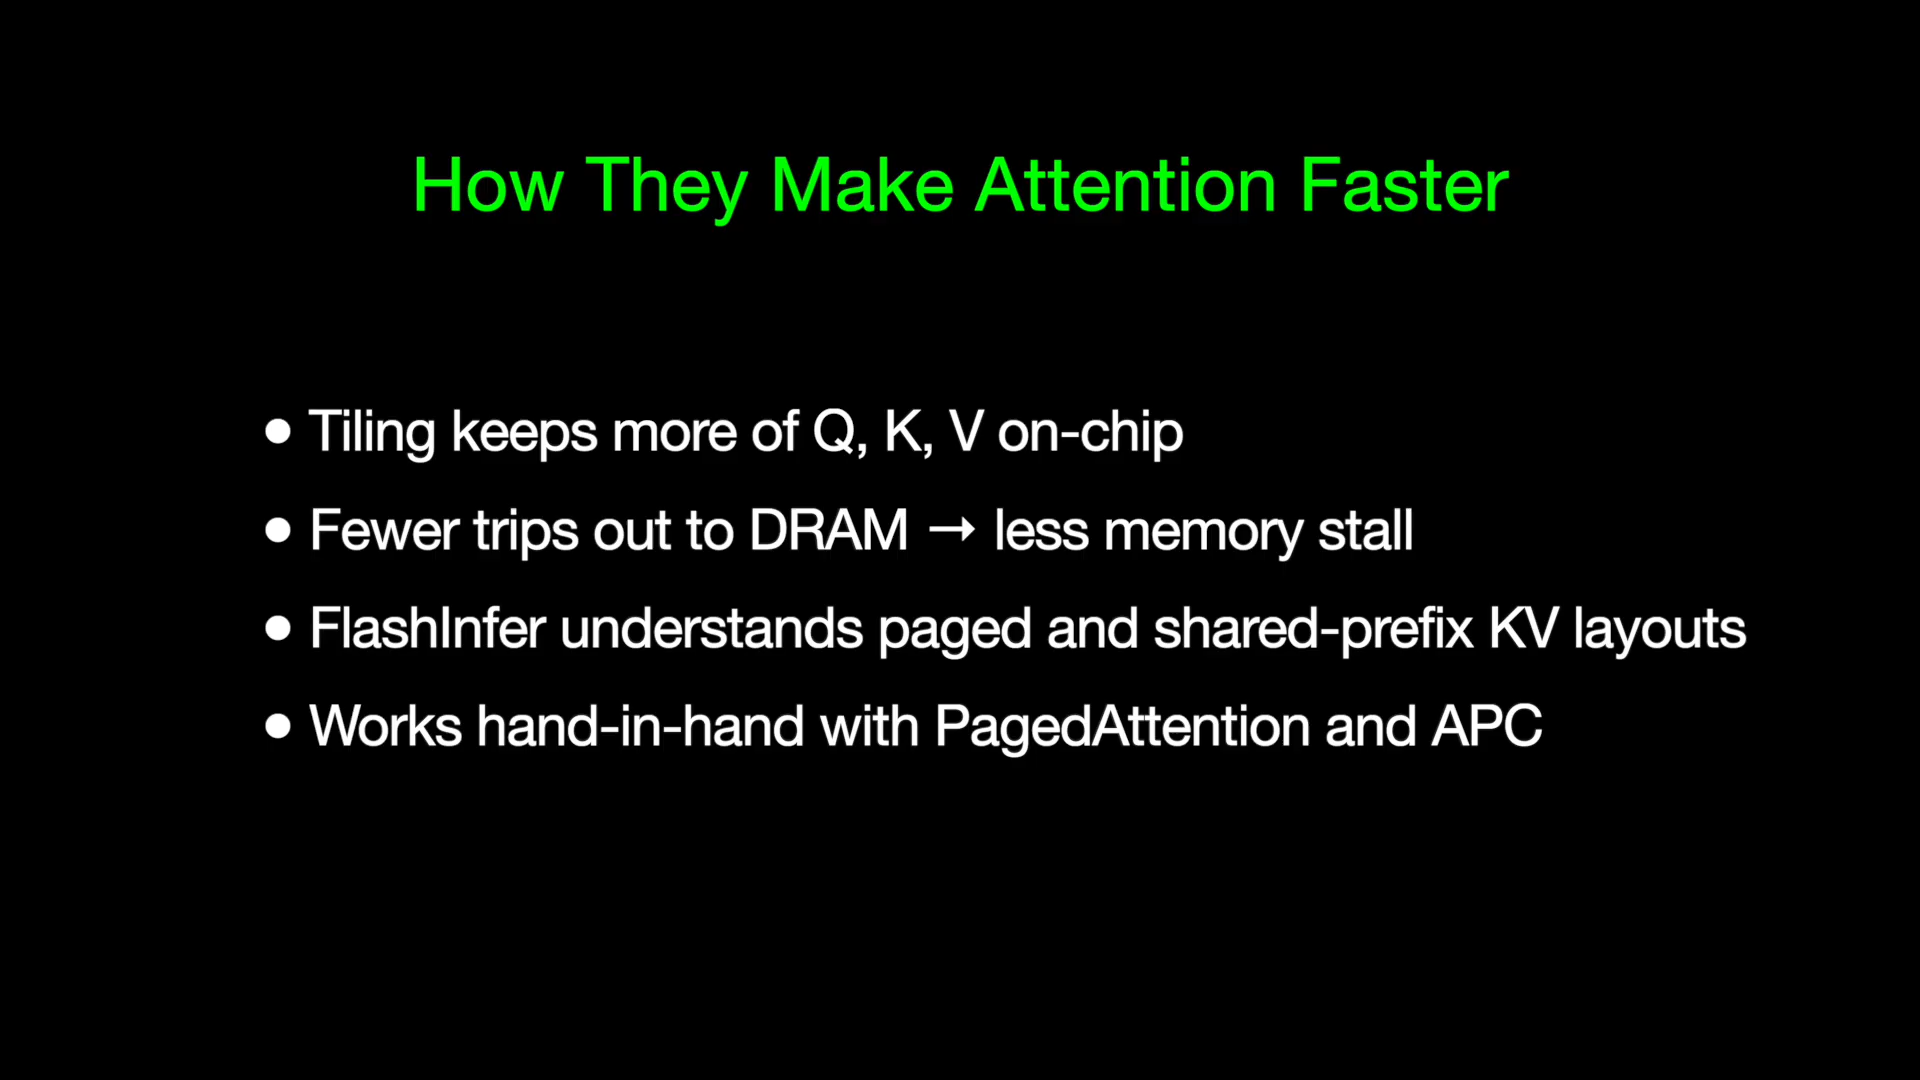 How They Make Attention Faster
• Tiling keeps more of Q, K, V on-chip
• Fewer trips out to DRAM → less memory stall
• FlashInfer understands paged and shared-prefix KV layouts
• Works hand-in-hand with PagedAttention and APC